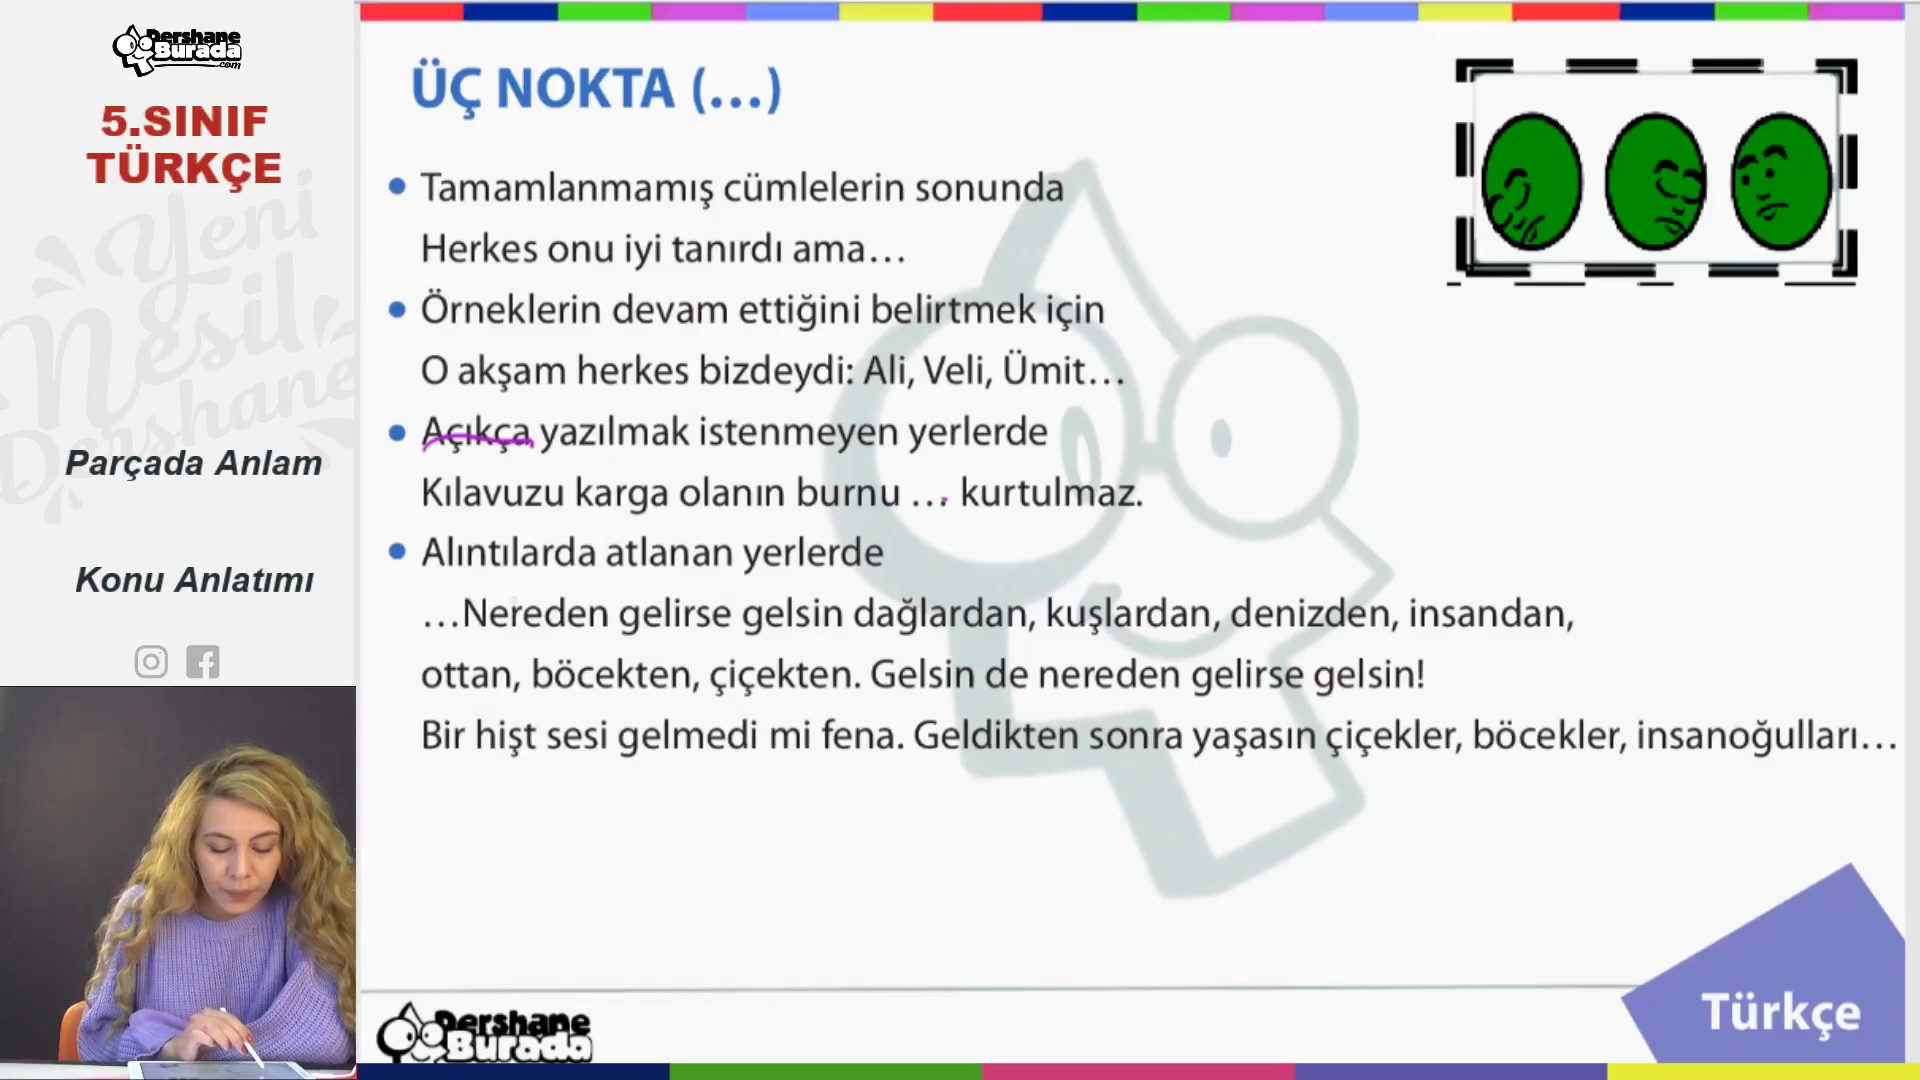 Dershane
Burada
.com
5.SINIF
TÜRKÇE
Yeni
Nesil
Dershane
Parçada Anlam
Konu Anlatımı
ÜÇ NOKTA (...)
• Tamamlanmamış cümlelerin sonunda
Herkes onu iyi tanırdı ama…
• Örneklerin devam ettiğini belirtmek için
O akşam herkes bizdeydi: Ali, Veli, Ümit…
• Açıkça yazılmak istenmeyen yerlerde
Kılavuzu karga olanın burnu … kurtulmaz.
• Alıntılarda atlanan yerlerde
…Nereden gelirse gelsin dağlardan, kuşlardan, denizden, insandan,
ottan, böcekten, çiçekten. Gelsin de nereden gelirse gelsin!
Bir hişt sesi gelmedi mi fena. Geldikten sonra yaşasın çiçekler, böcekler, insanoğulları…
Dershane
Burada
Türkçe